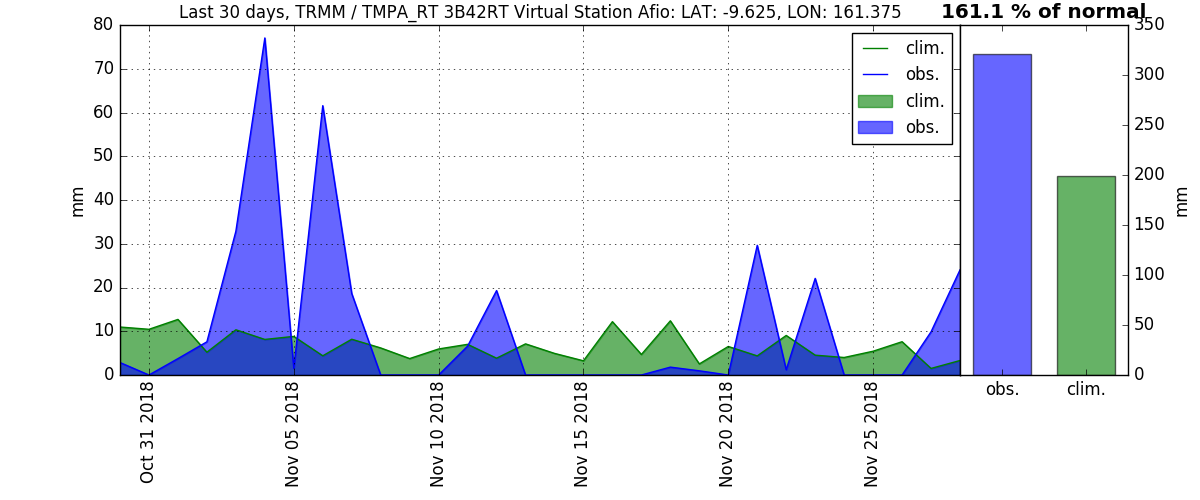 Last 30 days, TRMM / TMPA_RT 3B42RT Virtual Station Afio: LAT: -9.625, LON: 161.375
161.1 % of normal
80
70
60
50
40
30
20
10
0
mm
clim.
obs.
clim.
obs.
350
300
250
200
150
100
50
0
mm
Oct 31 2018
Nov 05 2018
Nov 10 2018
Nov 15 2018
Nov 20 2018
Nov 25 2018
obs.
clim.